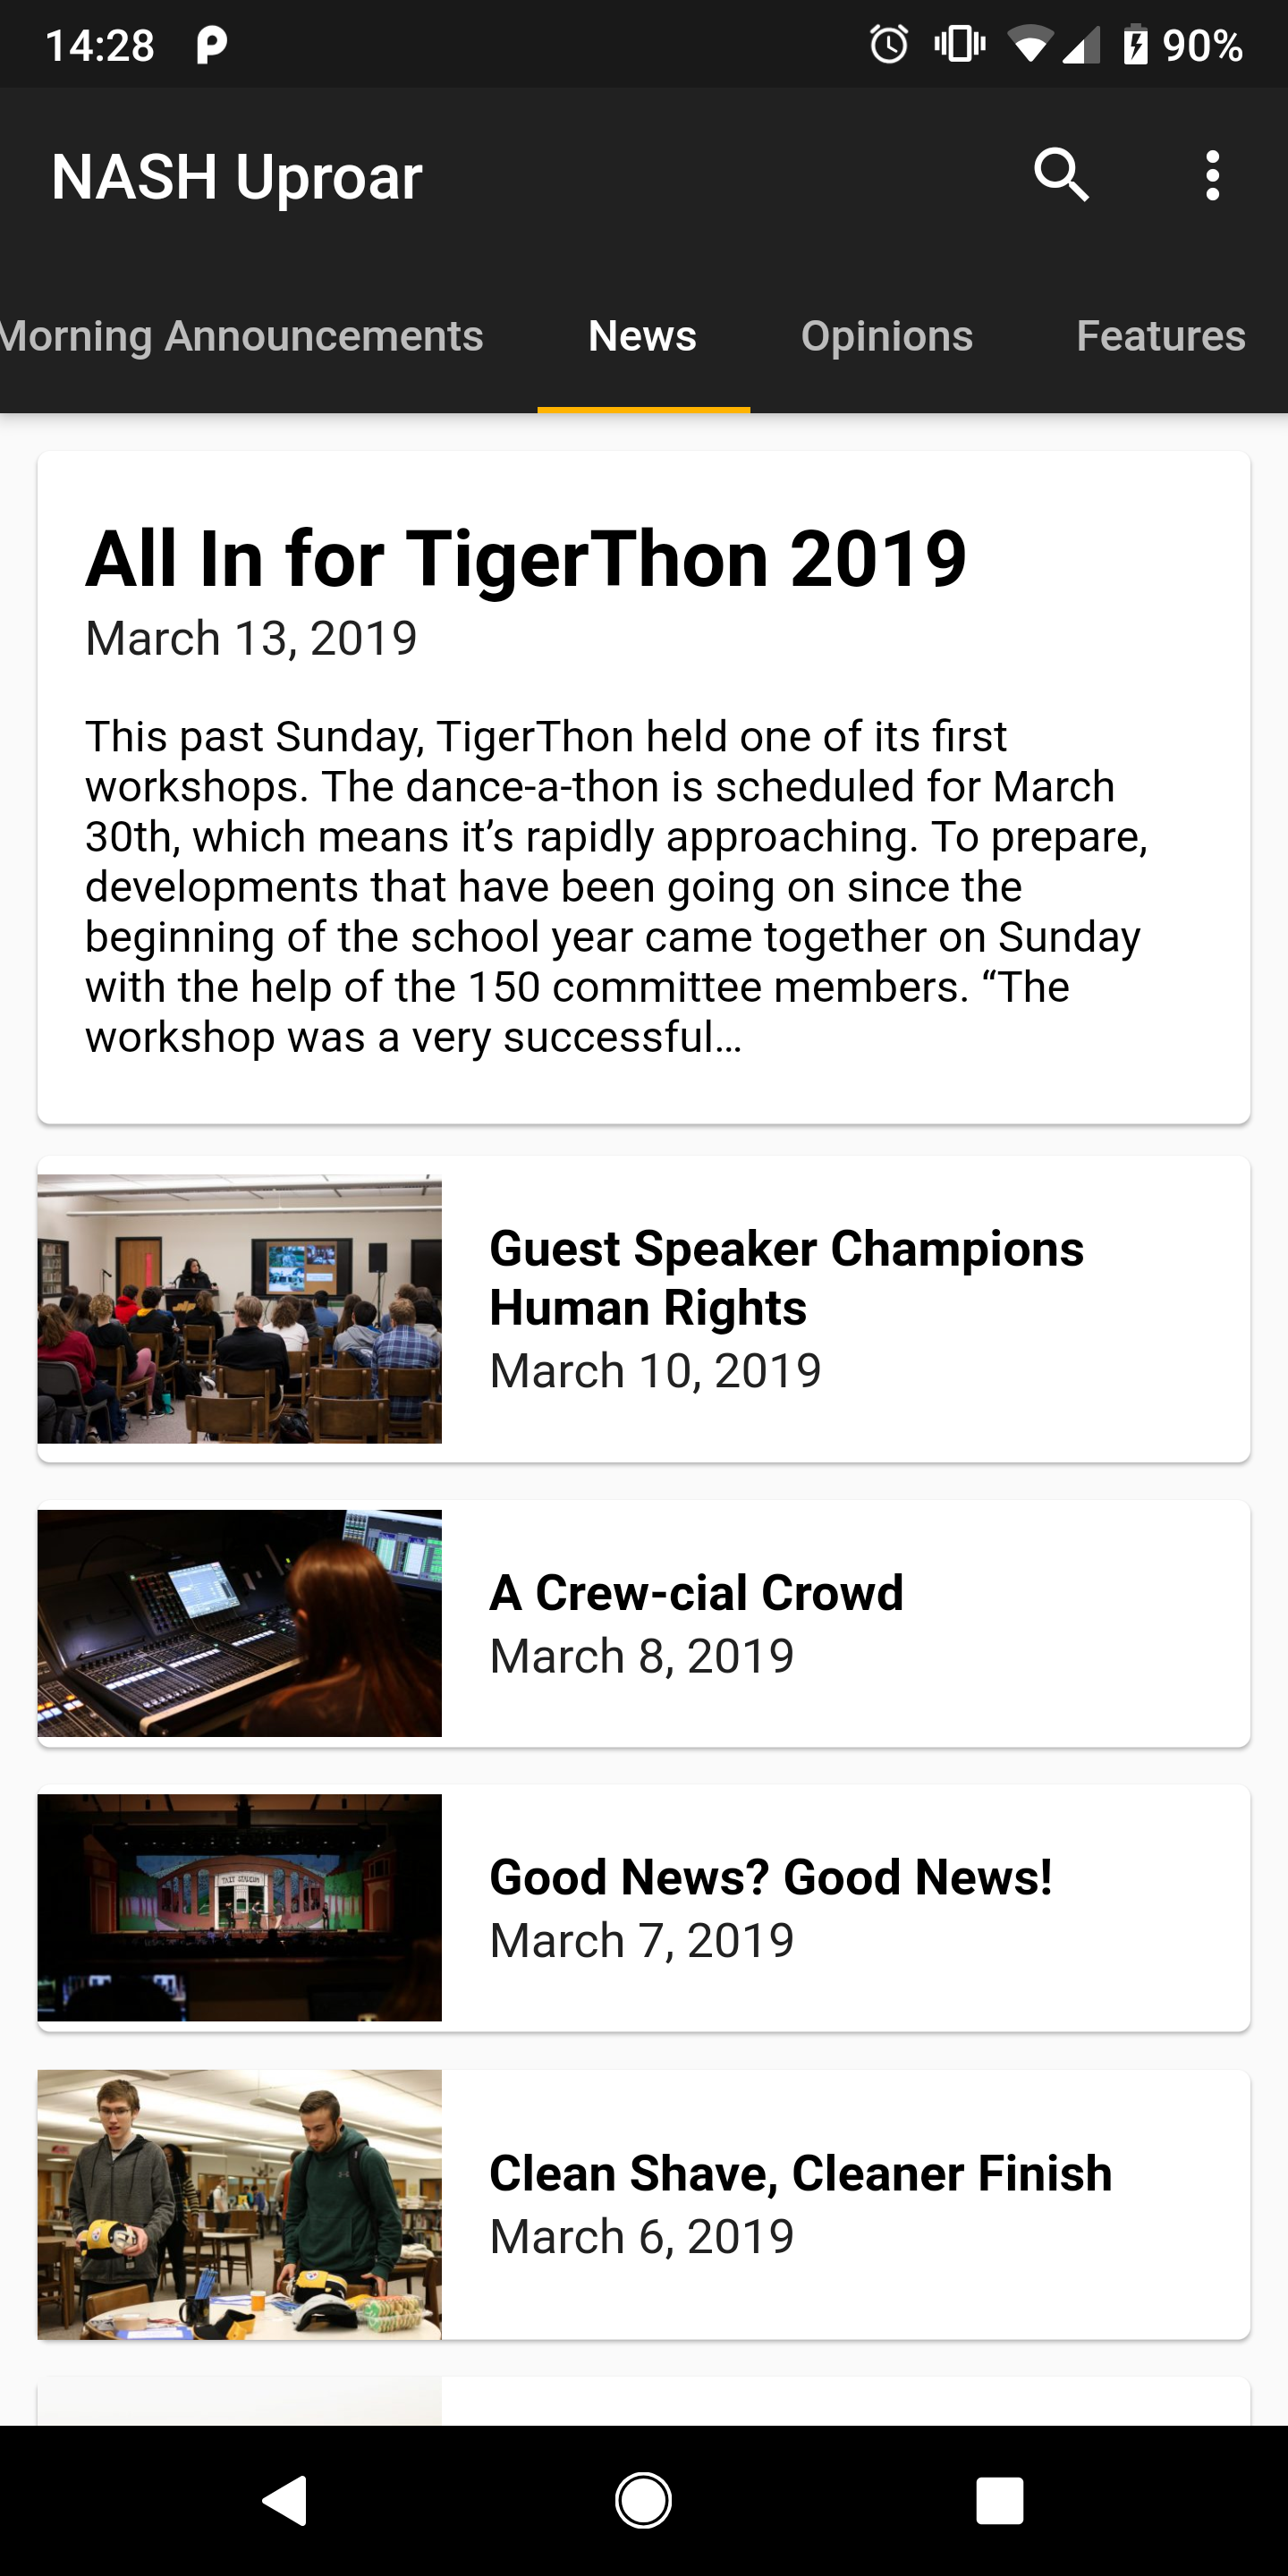 14:28
90%
NASH Uproar
Morning Announcements
News
Opinions
Features
All In for TigerThon 2019
March 13, 2019
This past Sunday, TigerThon held one of its first
workshops. The dance-a-thon is scheduled for March
30th, which means it’s rapidly approaching. To prepare,
developments that have been going on since the
beginning of the school year came together on Sunday
with the help of the 150 committee members. “The
workshop was a very successful…
Guest Speaker Champions
Human Rights
March 10, 2019
A Crew-cial Crowd
March 8, 2019
TAIT STADIUM
Good News? Good News!
March 7, 2019
Clean Shave, Cleaner Finish
March 6, 2019